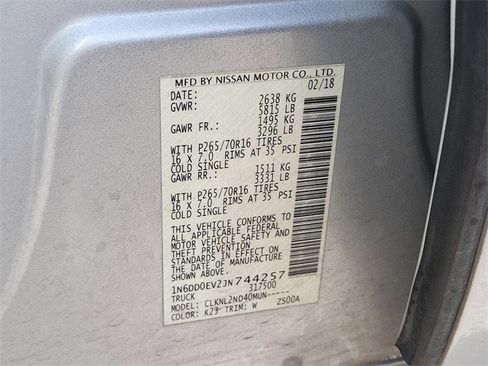 MFD BY NISSAN MOTOR CO., LTD.
DATE: 02/18
GVWR: 2638 KG
5815 LB
GAWR FR.: 1495 KG
3296 LB
WITH P265/70R16 TIRES
16 X 7.0 RIMS AT 35 PSI
COLD SINGLE
GAWR RR.: 1511 KG
3331 LB
WITH P265/70R16 TIRES
16 X 7.0 RIMS AT 35 PSI
COLD SINGLE
THIS VEHICLE CONFORMS TO
ALL APPLICABLE FEDERAL
MOTOR VEHICLE SAFETY AND
THEFT PREVENTION
STANDARDS IN EFFECT ON
THE DATE OF MANUFACTURE
SHOWN ABOVE.
1N6DD0EV2JN744257
TRUCK 317500
MODEL: CLKNL2ND40MUN-----
COLOR: K23 TRIM: W ZS00A